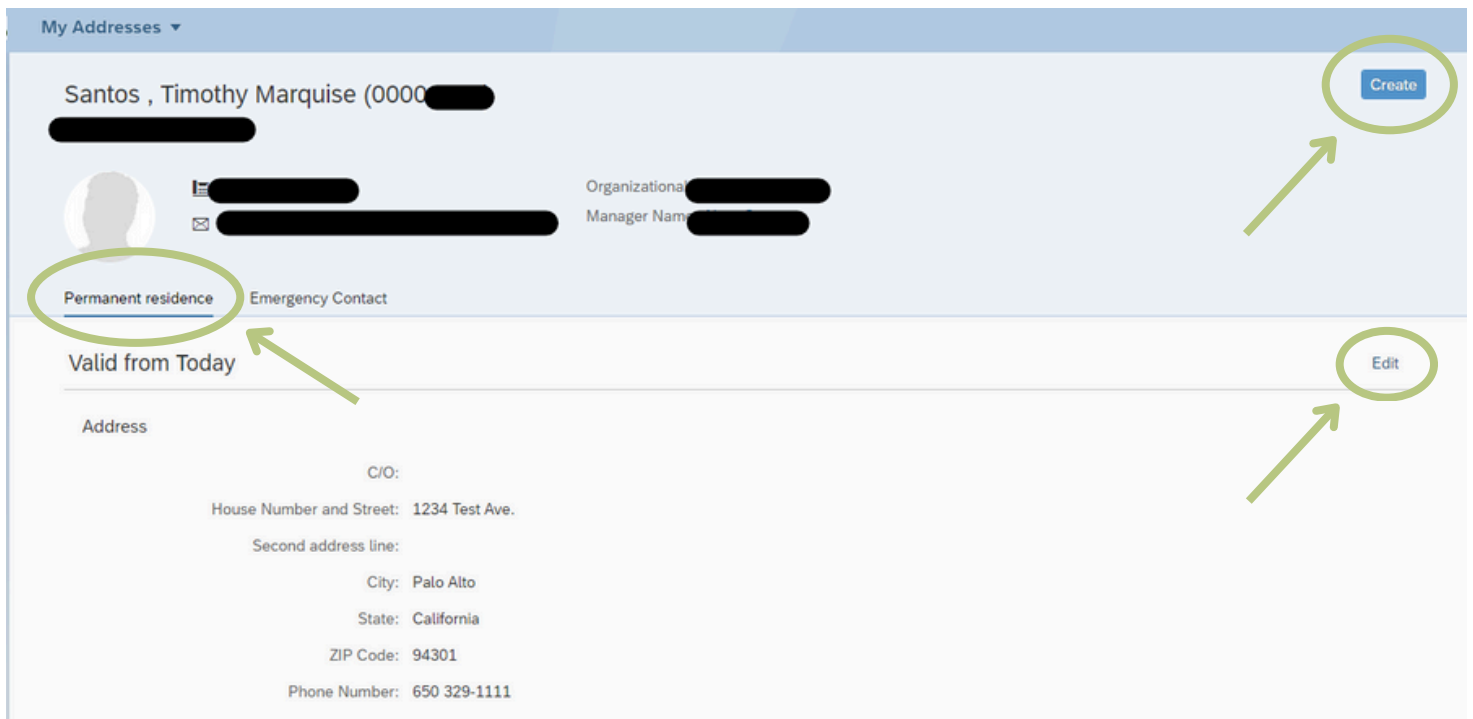 My Addresses
Santos , Timothy Marquise (0000
Create
Organizational
Manager Name
Permanent residence Emergency Contact
Valid from Today Edit
Address
C/O:
House Number and Street: 1234 Test Ave.
Second address line:
City: Palo Alto
State: California
ZIP Code: 94301
Phone Number: 650 329-1111